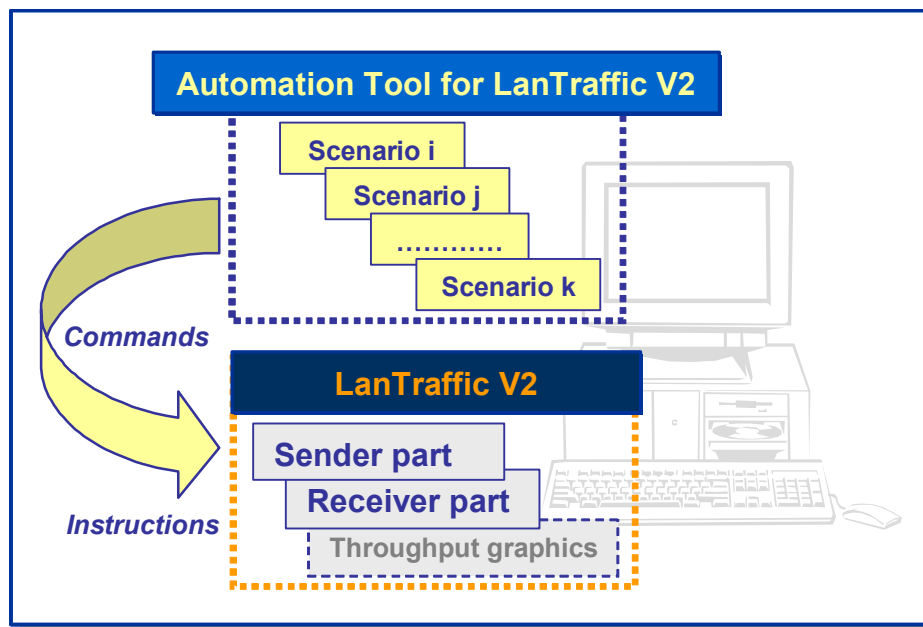 Automation Tool for LanTraffic V2
Scenario i
Scenario j
............
Scenario k
Commands
LanTraffic V2
Sender part
Receiver part
Instructions
Throughput graphics